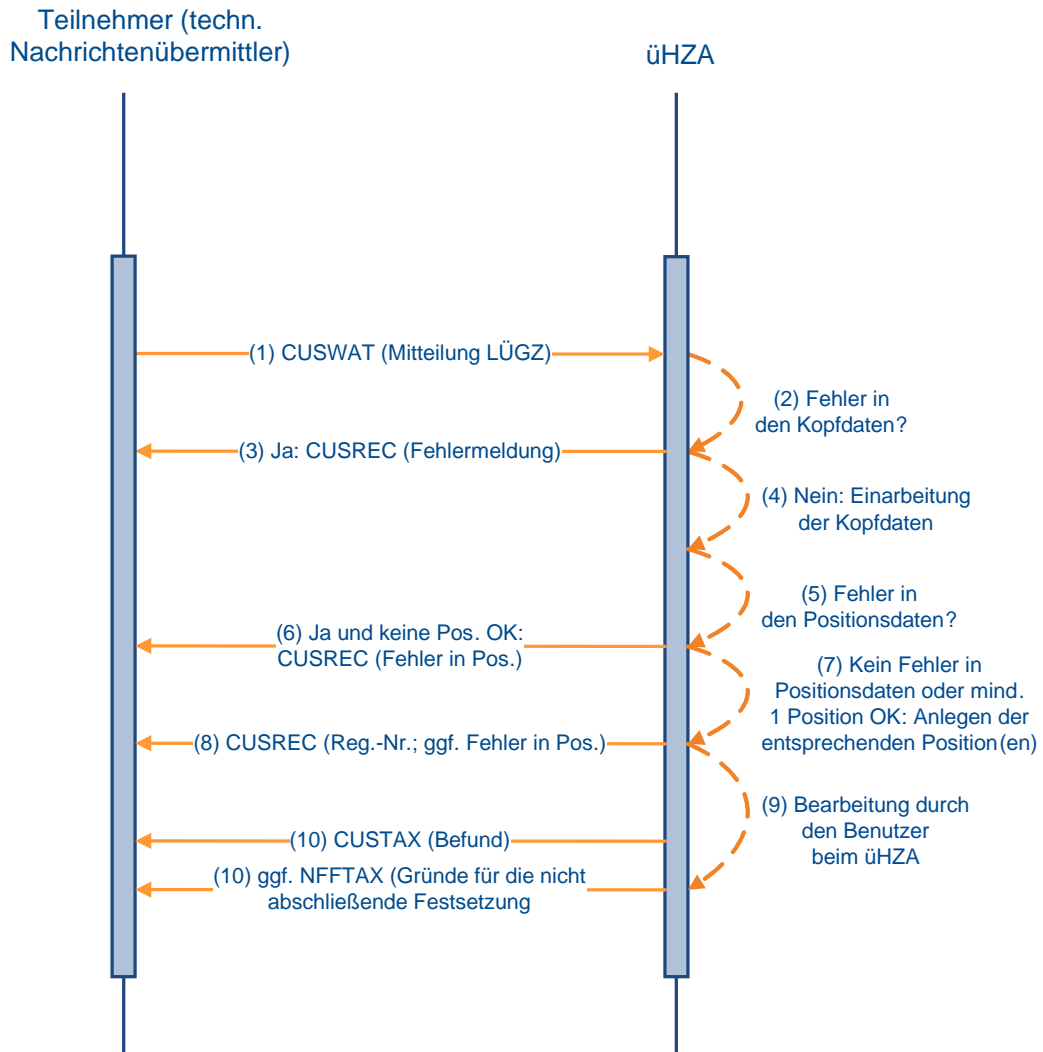 Teilnehmer (techn.
Nachrichtenübermittler)
üHZA
(1) CUSWAT (Mitteilung LÜGZ)
(2) Fehler in
den Kopfdaten?
(3) Ja: CUSREC (Fehlermeldung)
(4) Nein: Einarbeitung
der Kopfdaten
(5) Fehler in
den Positionsdaten?
(6) Ja und keine Pos. OK:
CUSREC (Fehler in Pos.)
(7) Kein Fehler in
Positionsdaten oder mind.
1 Position OK: Anlegen der
entsprechenden Position(en)
(8) CUSREC (Reg.-Nr.; ggf. Fehler in Pos.)
(9) Bearbeitung durch
den Benutzer
beim üHZA
(10) CUSTAX (Befund)
(10) ggf. NFFTAX (Gründe für die nicht
abschließende Festsetzung